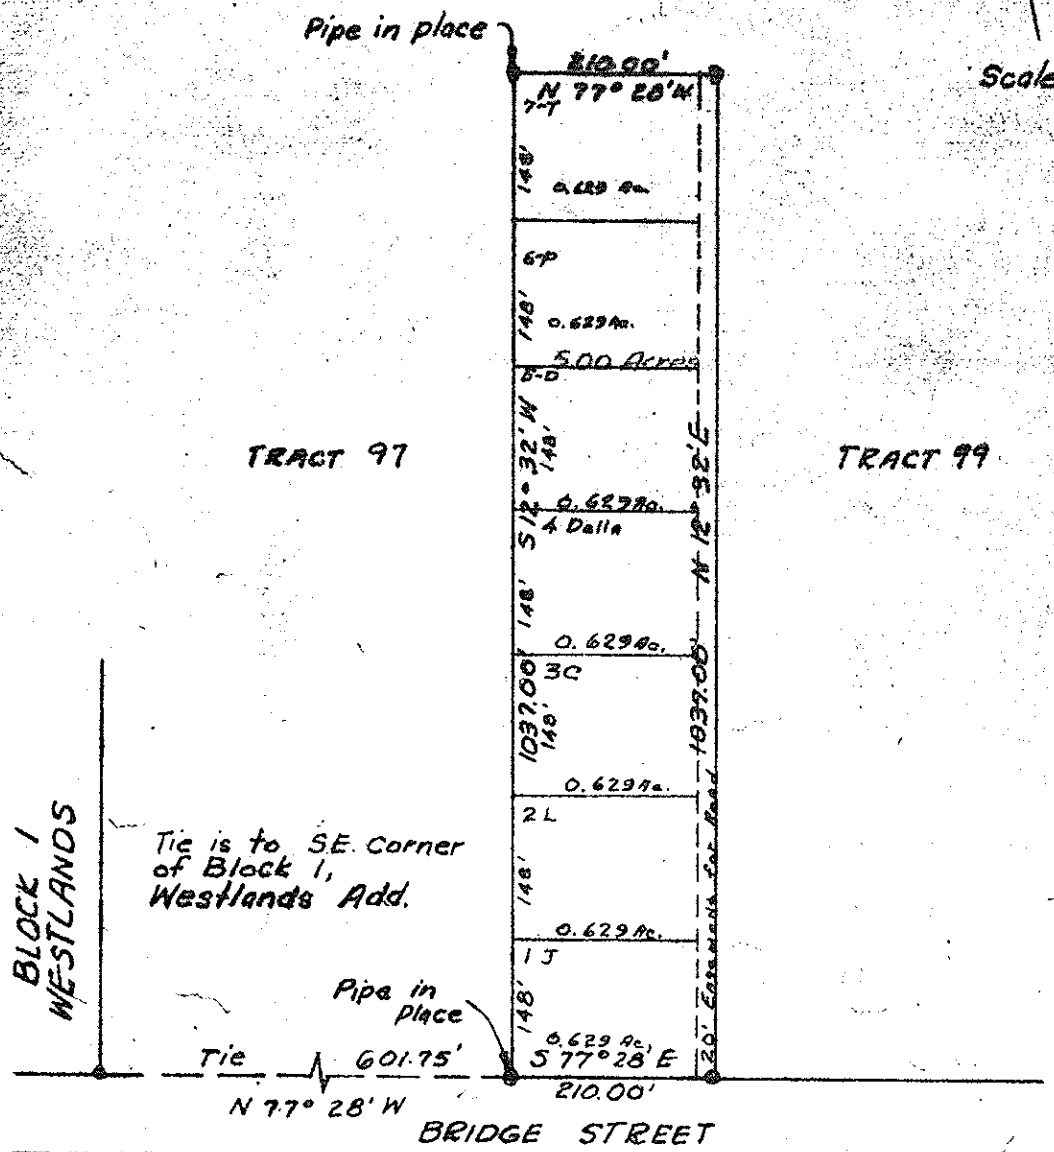 Pipe in place
210.00'
N 77° 28' W
Scale
7-T
148'
0.629 Ac.
6-P
148'
0.629 Ac.
5.00 Acres
5-D
S 12° 32' W
148'
TRACT 97
TRACT 99
N 12° 32' E
0.629 Ac.
4 Della
148'
0.629 Ac.
3C
1037.00'
148'
1037.00'
0.629 Ac.
2 L
148'
0.629 Ac.
1 J
148'
0.629 Ac.
20' Easement for Road
BLOCK 1
WESTLANDS
Tie is to S.E. Corner
of Block 1,
Westlands Add.
Pipe in
Place
Tie 601.75'
S 77° 28' E
N 77° 28' W
210.00'
BRIDGE STREET